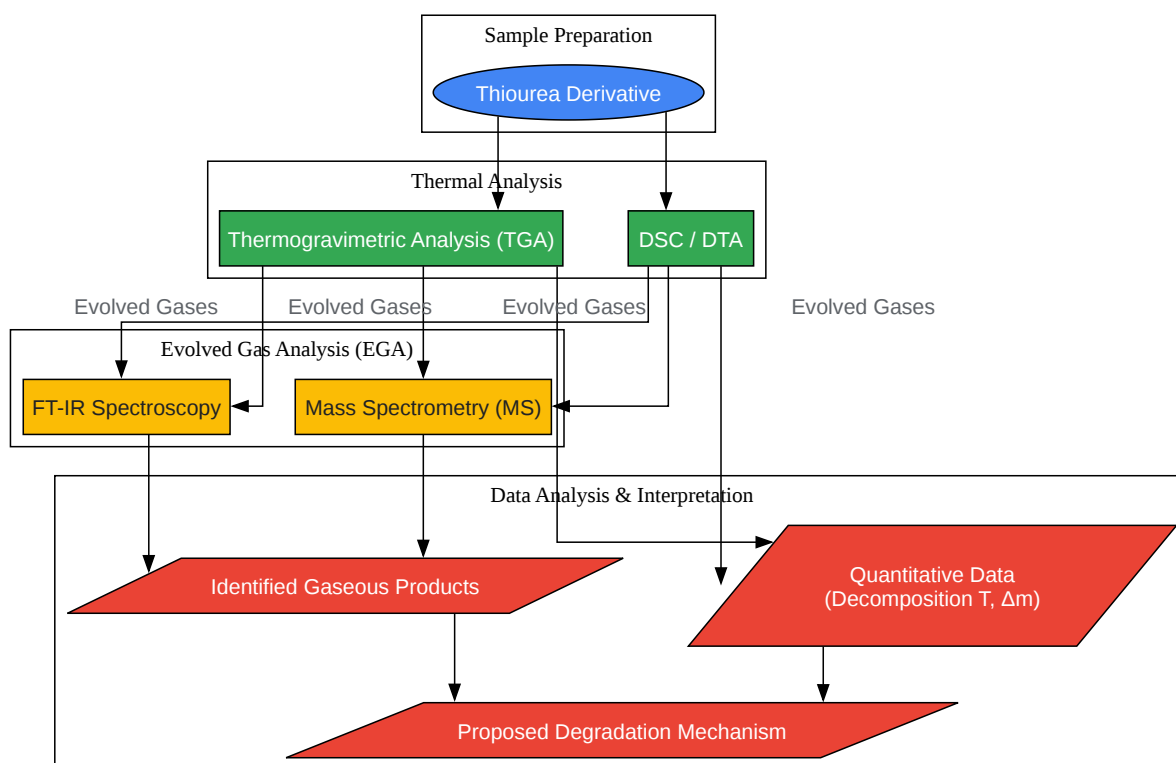 Sample Preparation
Thiourea Derivative
Thermal Analysis
Thermogravimetric Analysis (TGA)
DSC / DTA
Evolved Gases
Evolved Gases
Evolved Gases
Evolved Gases
Evolved Gas Analysis (EGA)
FT-IR Spectroscopy
Mass Spectrometry (MS)
Data Analysis & Interpretation
Identified Gaseous Products
Quantitative Data
(Decomposition T, Δm)
Proposed Degradation Mechanism